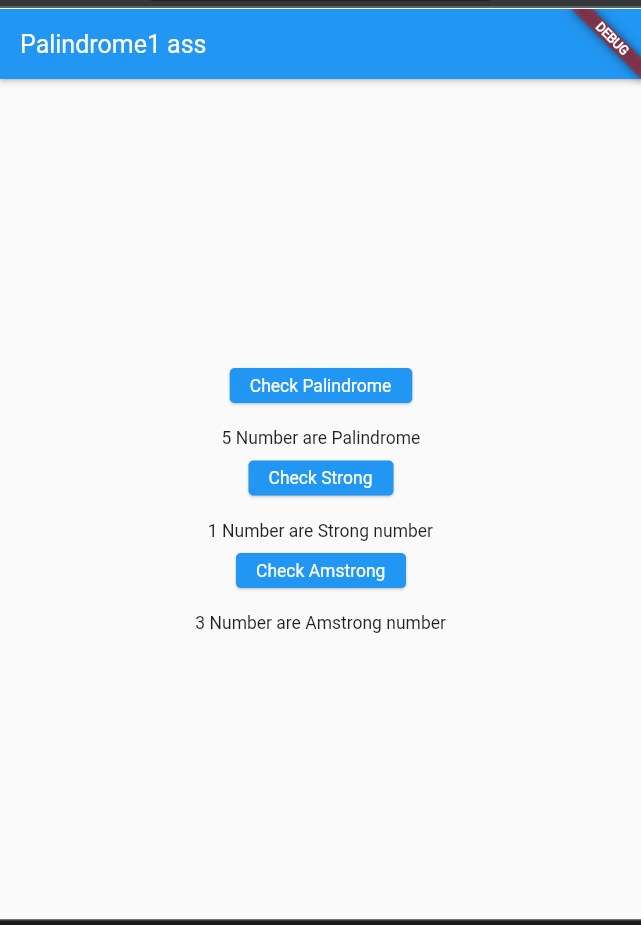 Palindrome1 ass
DEBUG
Check Palindrome
5 Number are Palindrome
Check Strong
1 Number are Strong number
Check Amstrong
3 Number are Amstrong number